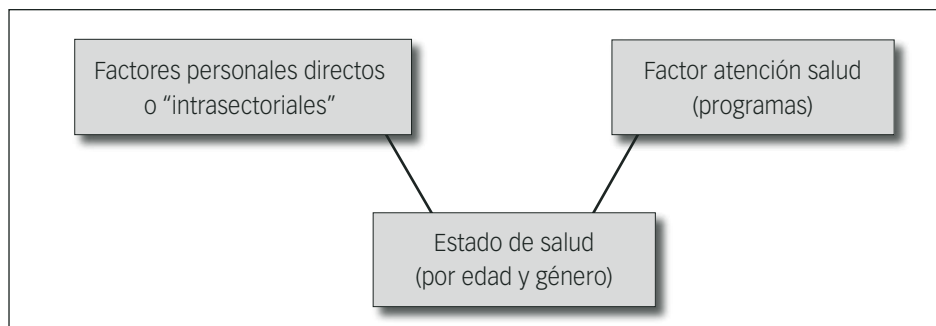 Factores personales directos
o “intrasectoriales”
Factor atención salud
(programas)
Estado de salud
(por edad y género)